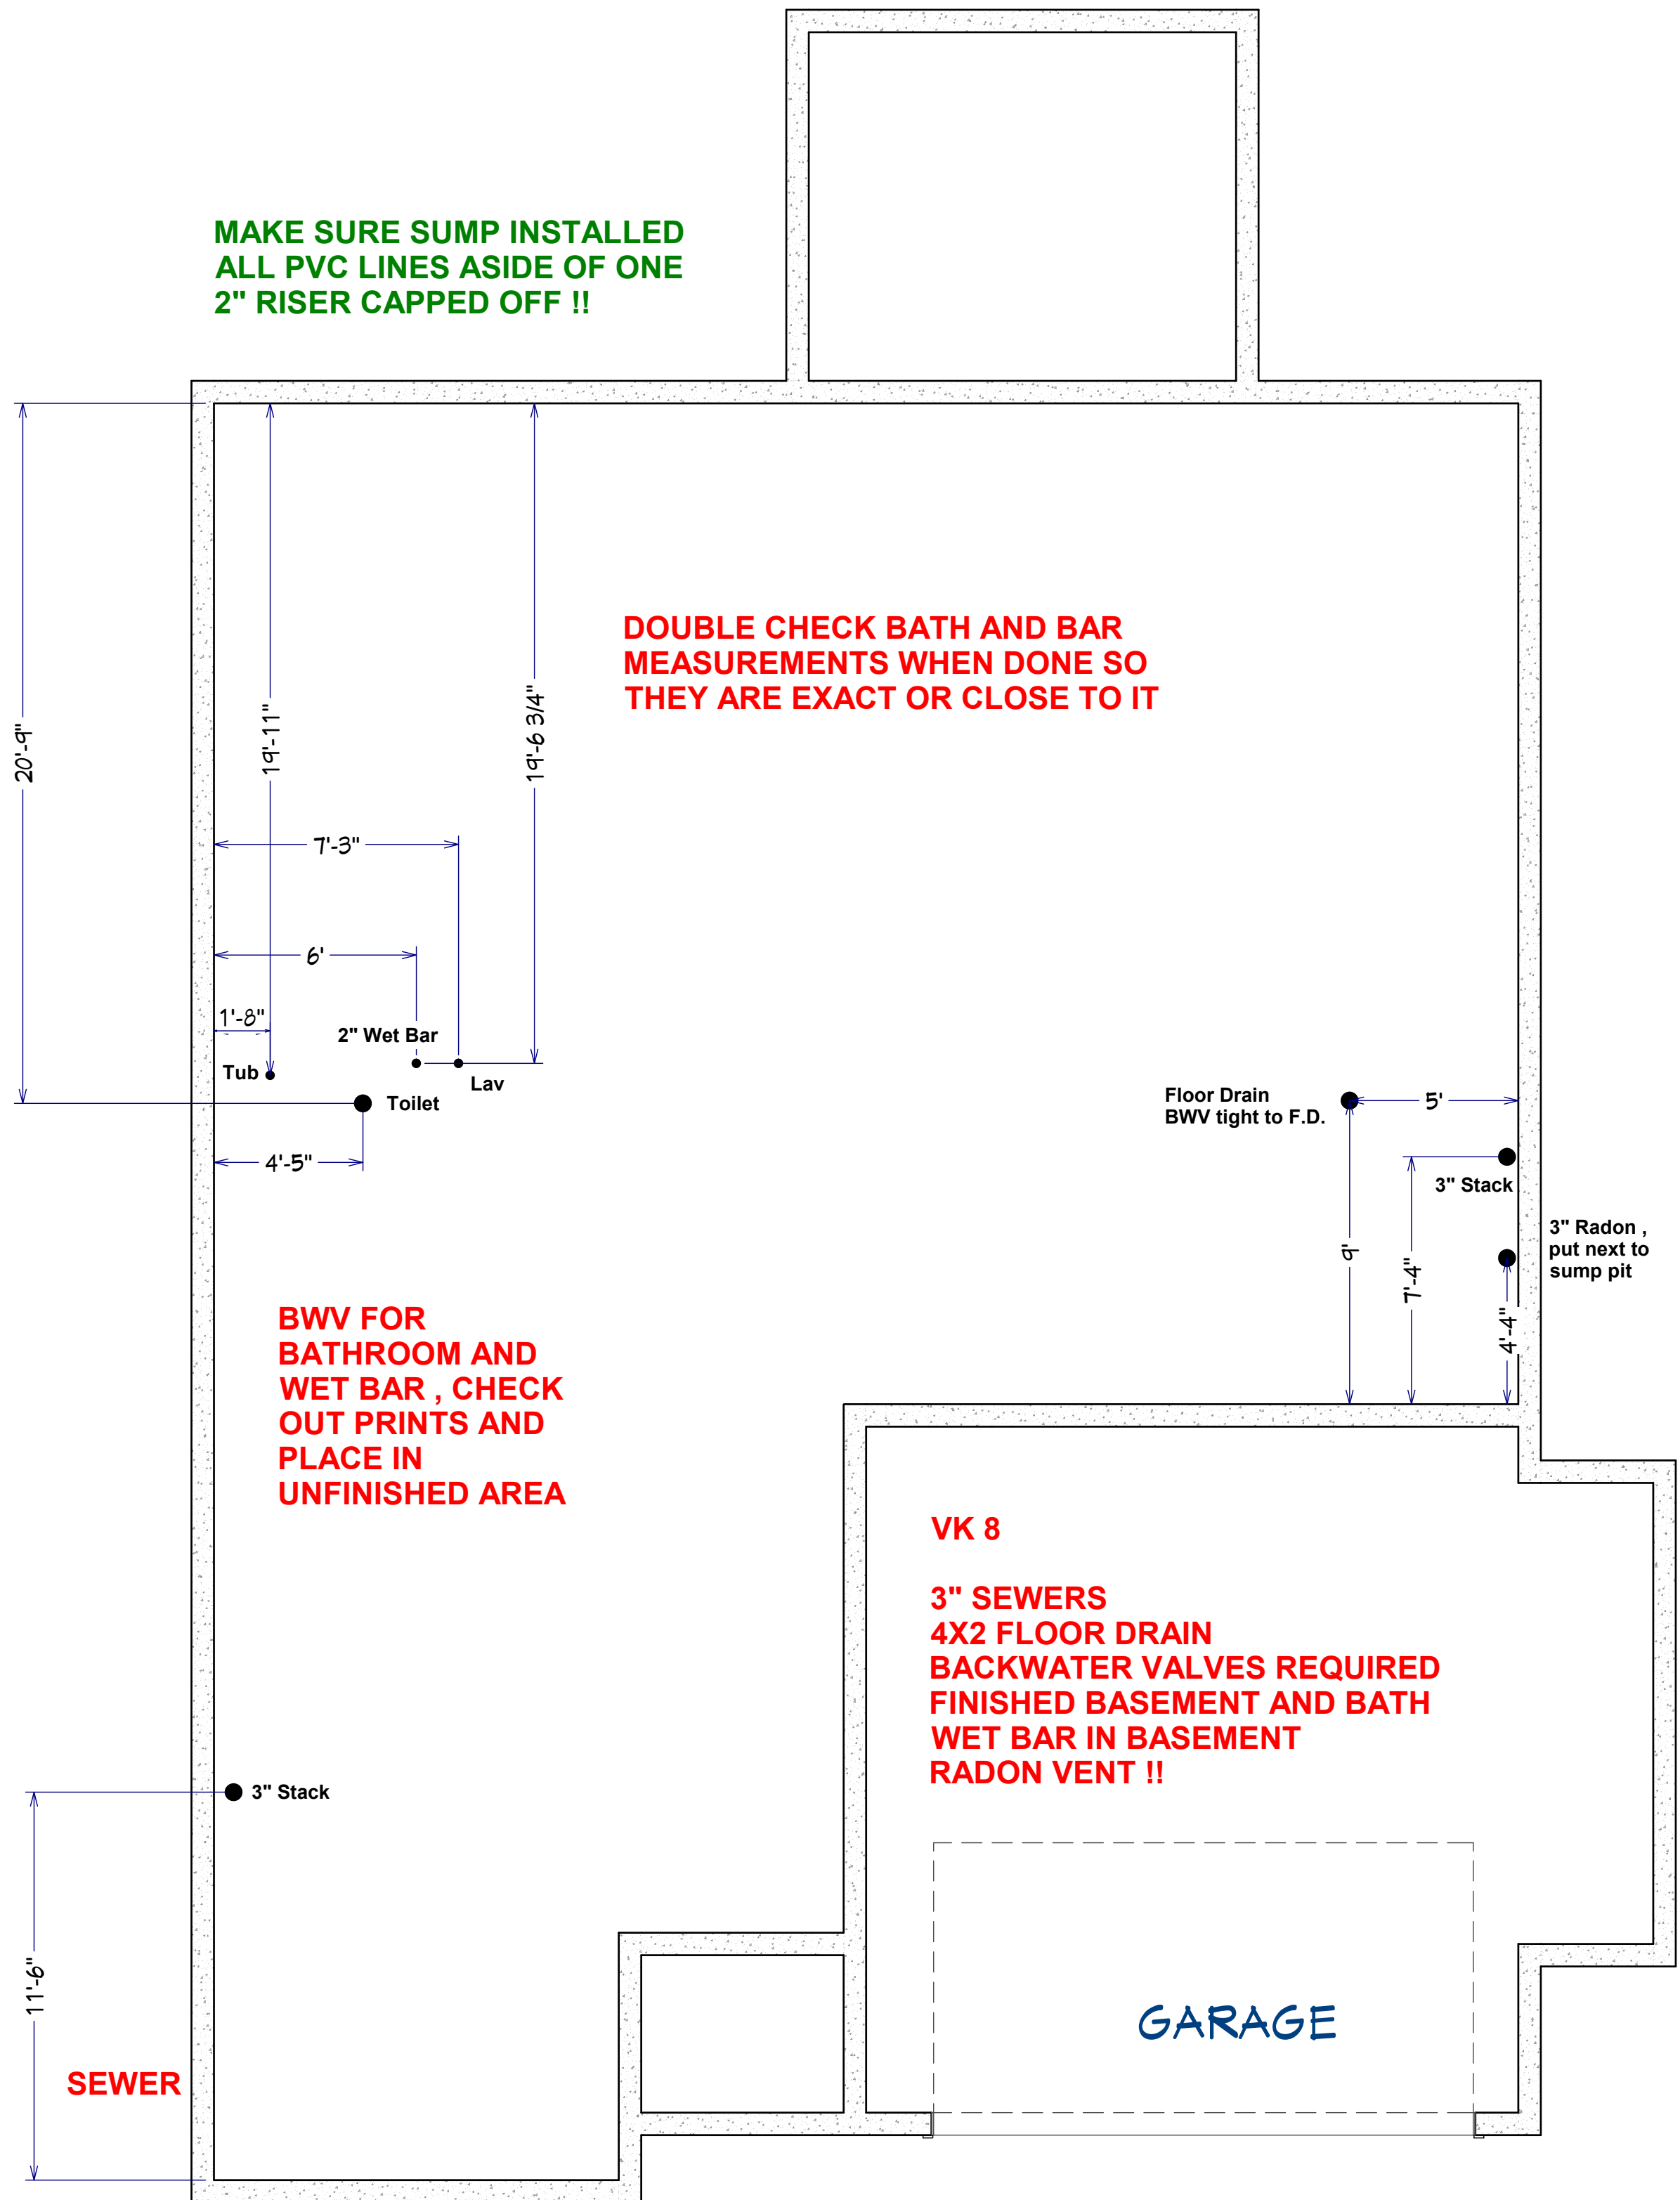 MAKE SURE SUMP INSTALLED
ALL PVC LINES ASIDE OF ONE
2" RISER CAPPED OFF !!
DOUBLE CHECK BATH AND BAR
MEASUREMENTS WHEN DONE SO
THEY ARE EXACT OR CLOSE TO IT
20'-9"
19'-11"
19'-6 3/4"
7'-3"
6'
1'-8"
2" Wet Bar
Tub
Lav
Toilet
4'-5"
Floor Drain
BWV tight to F.D.
5'
3" Stack
3" Radon ,
put next to
sump pit
9'
7'-4"
4'-4"
BWV FOR
BATHROOM AND
WET BAR , CHECK
OUT PRINTS AND
PLACE IN
UNFINISHED AREA
VK 8
3" SEWERS
4X2 FLOOR DRAIN
BACKWATER VALVES REQUIRED
FINISHED BASEMENT AND BATH
WET BAR IN BASEMENT
RADON VENT !!
3" Stack
11'-6"
GARAGE
SEWER